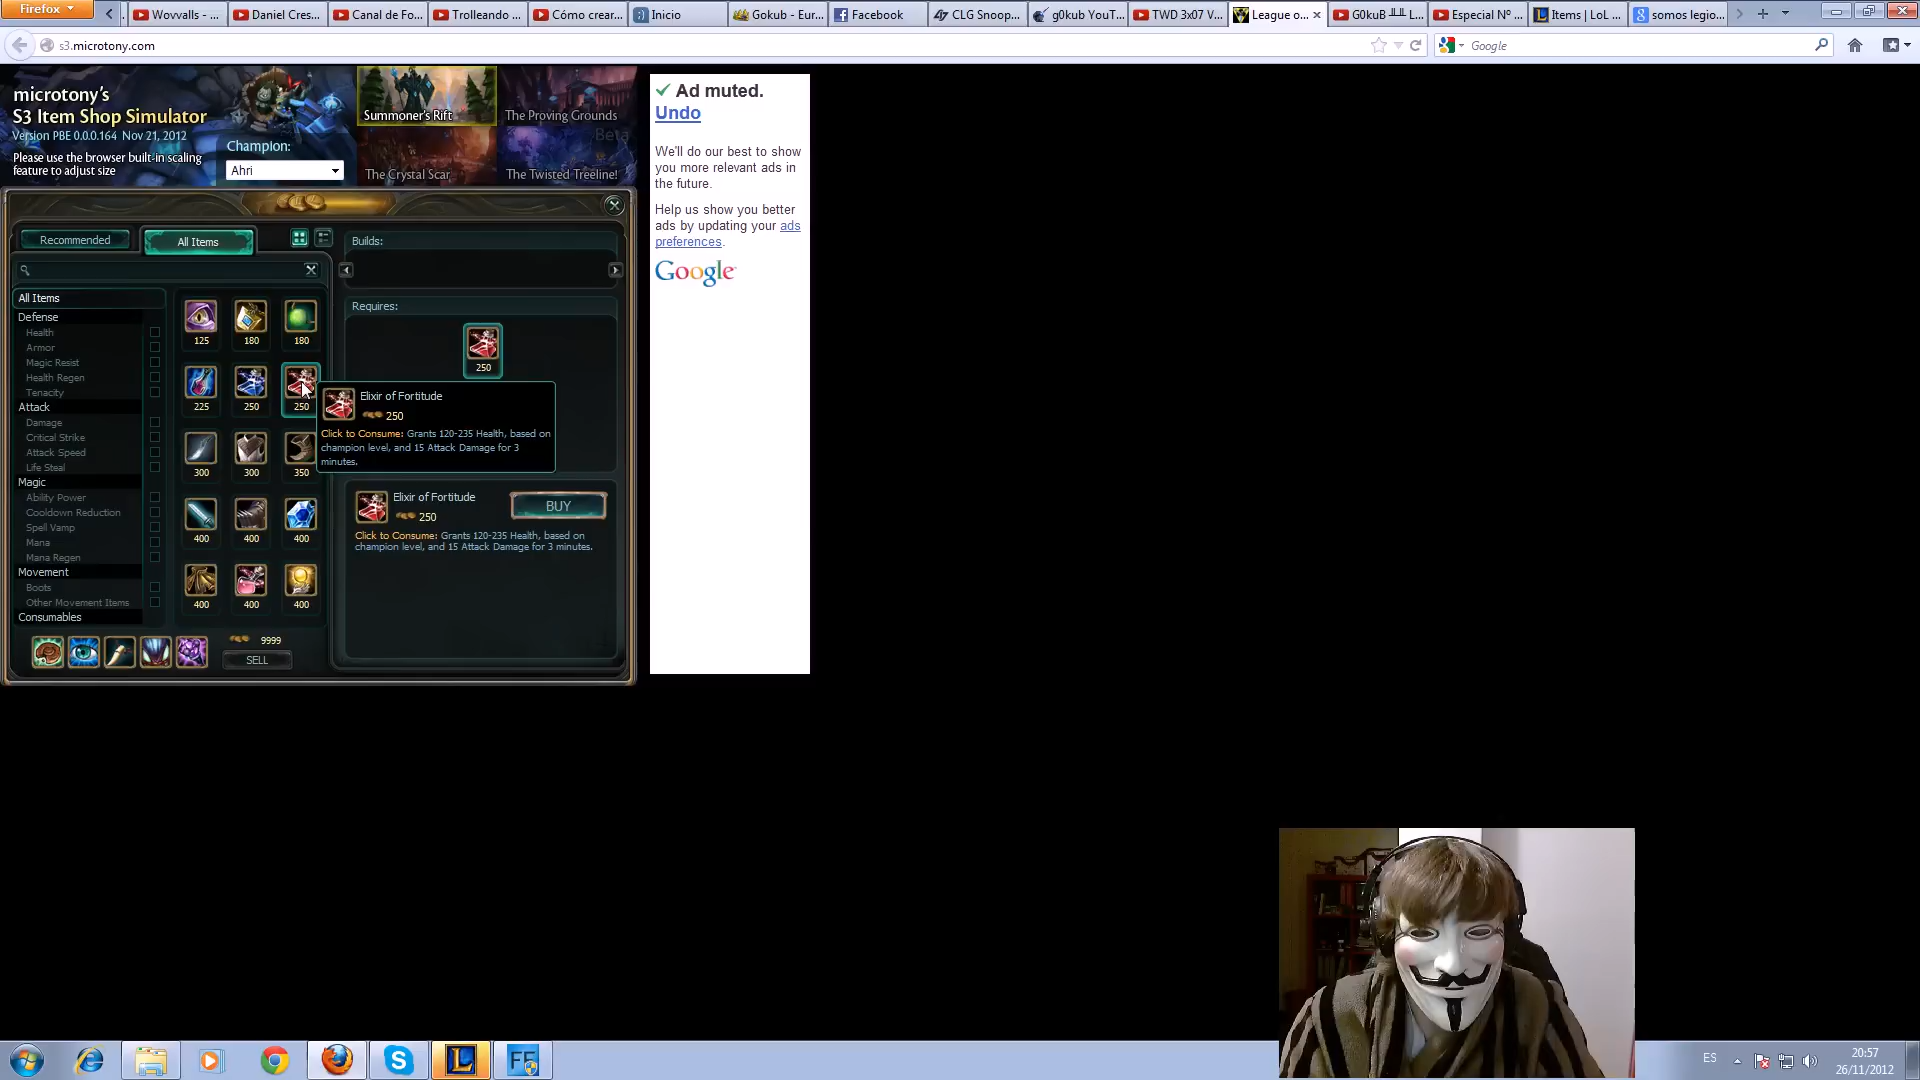 Firefox
Wovvalls - ...
Daniel Cres...
Canal de Fo...
Trolleando ...
Cómo crear...
Inicio
Gokub - Eur...
Facebook
CLG Snoop...
g0kub YouT...
TWD 3x07 V...
League o...
G0kuB ╩╩ L...
Especial Nº ...
Items | LoL ...
somos legio...
s3.microtony.com
Google
microtony's
S3 Item Shop Simulator
Version PBE 0.0.0.164 Nov 21, 2012
Please use the browser built-in scaling
feature to adjust size
Champion:
Ahri
Summoner's Rift
The Proving Grounds
Beta
The Crystal Scar
The Twisted Treeline!
Recommended
All Items
Builds:
Requires:
250
All Items
Defense
Health
Armor
Magic Resist
Health Regen
Tenacity
Attack
Damage
Critical Strike
Attack Speed
Life Steal
Magic
Ability Power
Cooldown Reduction
Spell Vamp
Mana
Mana Regen
Movement
Boots
Other Movement Items
Consumables
125 180 180
225 250 250
300 300 350
400 400 400
400 400 400
9999
SELL
Elixir of Fortitude
250
Click to Consume: Grants 120-235 Health, based on
champion level, and 15 Attack Damage for 3
minutes.
Elixir of Fortitude
250
BUY
Click to Consume: Grants 120-235 Health, based on
champion level, and 15 Attack Damage for 3 minutes.
Ad muted.
Undo
We'll do our best to show
you more relevant ads in
the future.
Help us show you better
ads by updating your ads
preferences.
Google
ES
20:57
26/11/2012